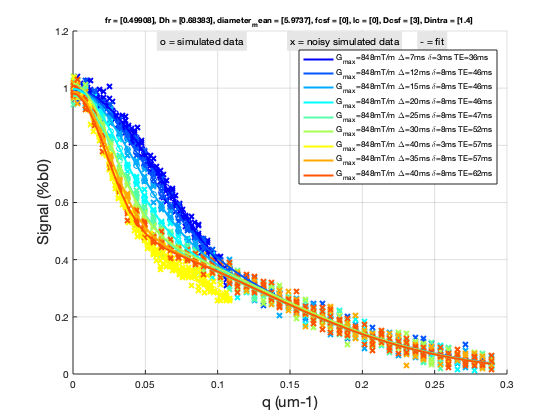 fr = [0.49908], Dh = [0.68383], diameter_mean = [5.9737], fcsf = [0], lc = [0], Dcsf = [3], Dintra = [1.4]
o = simulated data x = noisy simulated data - = fit
G_max=848mT/m Δ=7ms δ=3ms TE=36ms
G_max=848mT/m Δ=12ms δ=8ms TE=46ms
G_max=848mT/m Δ=15ms δ=8ms TE=46ms
G_max=848mT/m Δ=20ms δ=8ms TE=46ms
G_max=848mT/m Δ=25ms δ=8ms TE=47ms
G_max=848mT/m Δ=30ms δ=8ms TE=52ms
G_max=848mT/m Δ=40ms δ=3ms TE=57ms
G_max=848mT/m Δ=35ms δ=8ms TE=57ms
G_max=848mT/m Δ=40ms δ=8ms TE=62ms
1.2
1
0.8
0.6
0.4
0.2
0
Signal (%b0)
0 0.05 0.1 0.15 0.2 0.25 0.3
q (um-1)